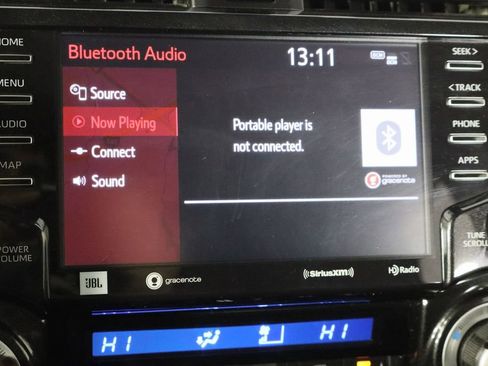 HOME
Bluetooth Audio
13:11
DCM
SEEK >
MENU
Source
< TRACK
AUDIO
Now Playing
Portable player is
not connected.
PHONE
MAP
Connect
APPS
Sound
POWERED BY
gracenote
POWER
VOLUME
TUNE
SCROLL
JBL
gracenote
((SiriusXM))
HD Radio
HI
HI